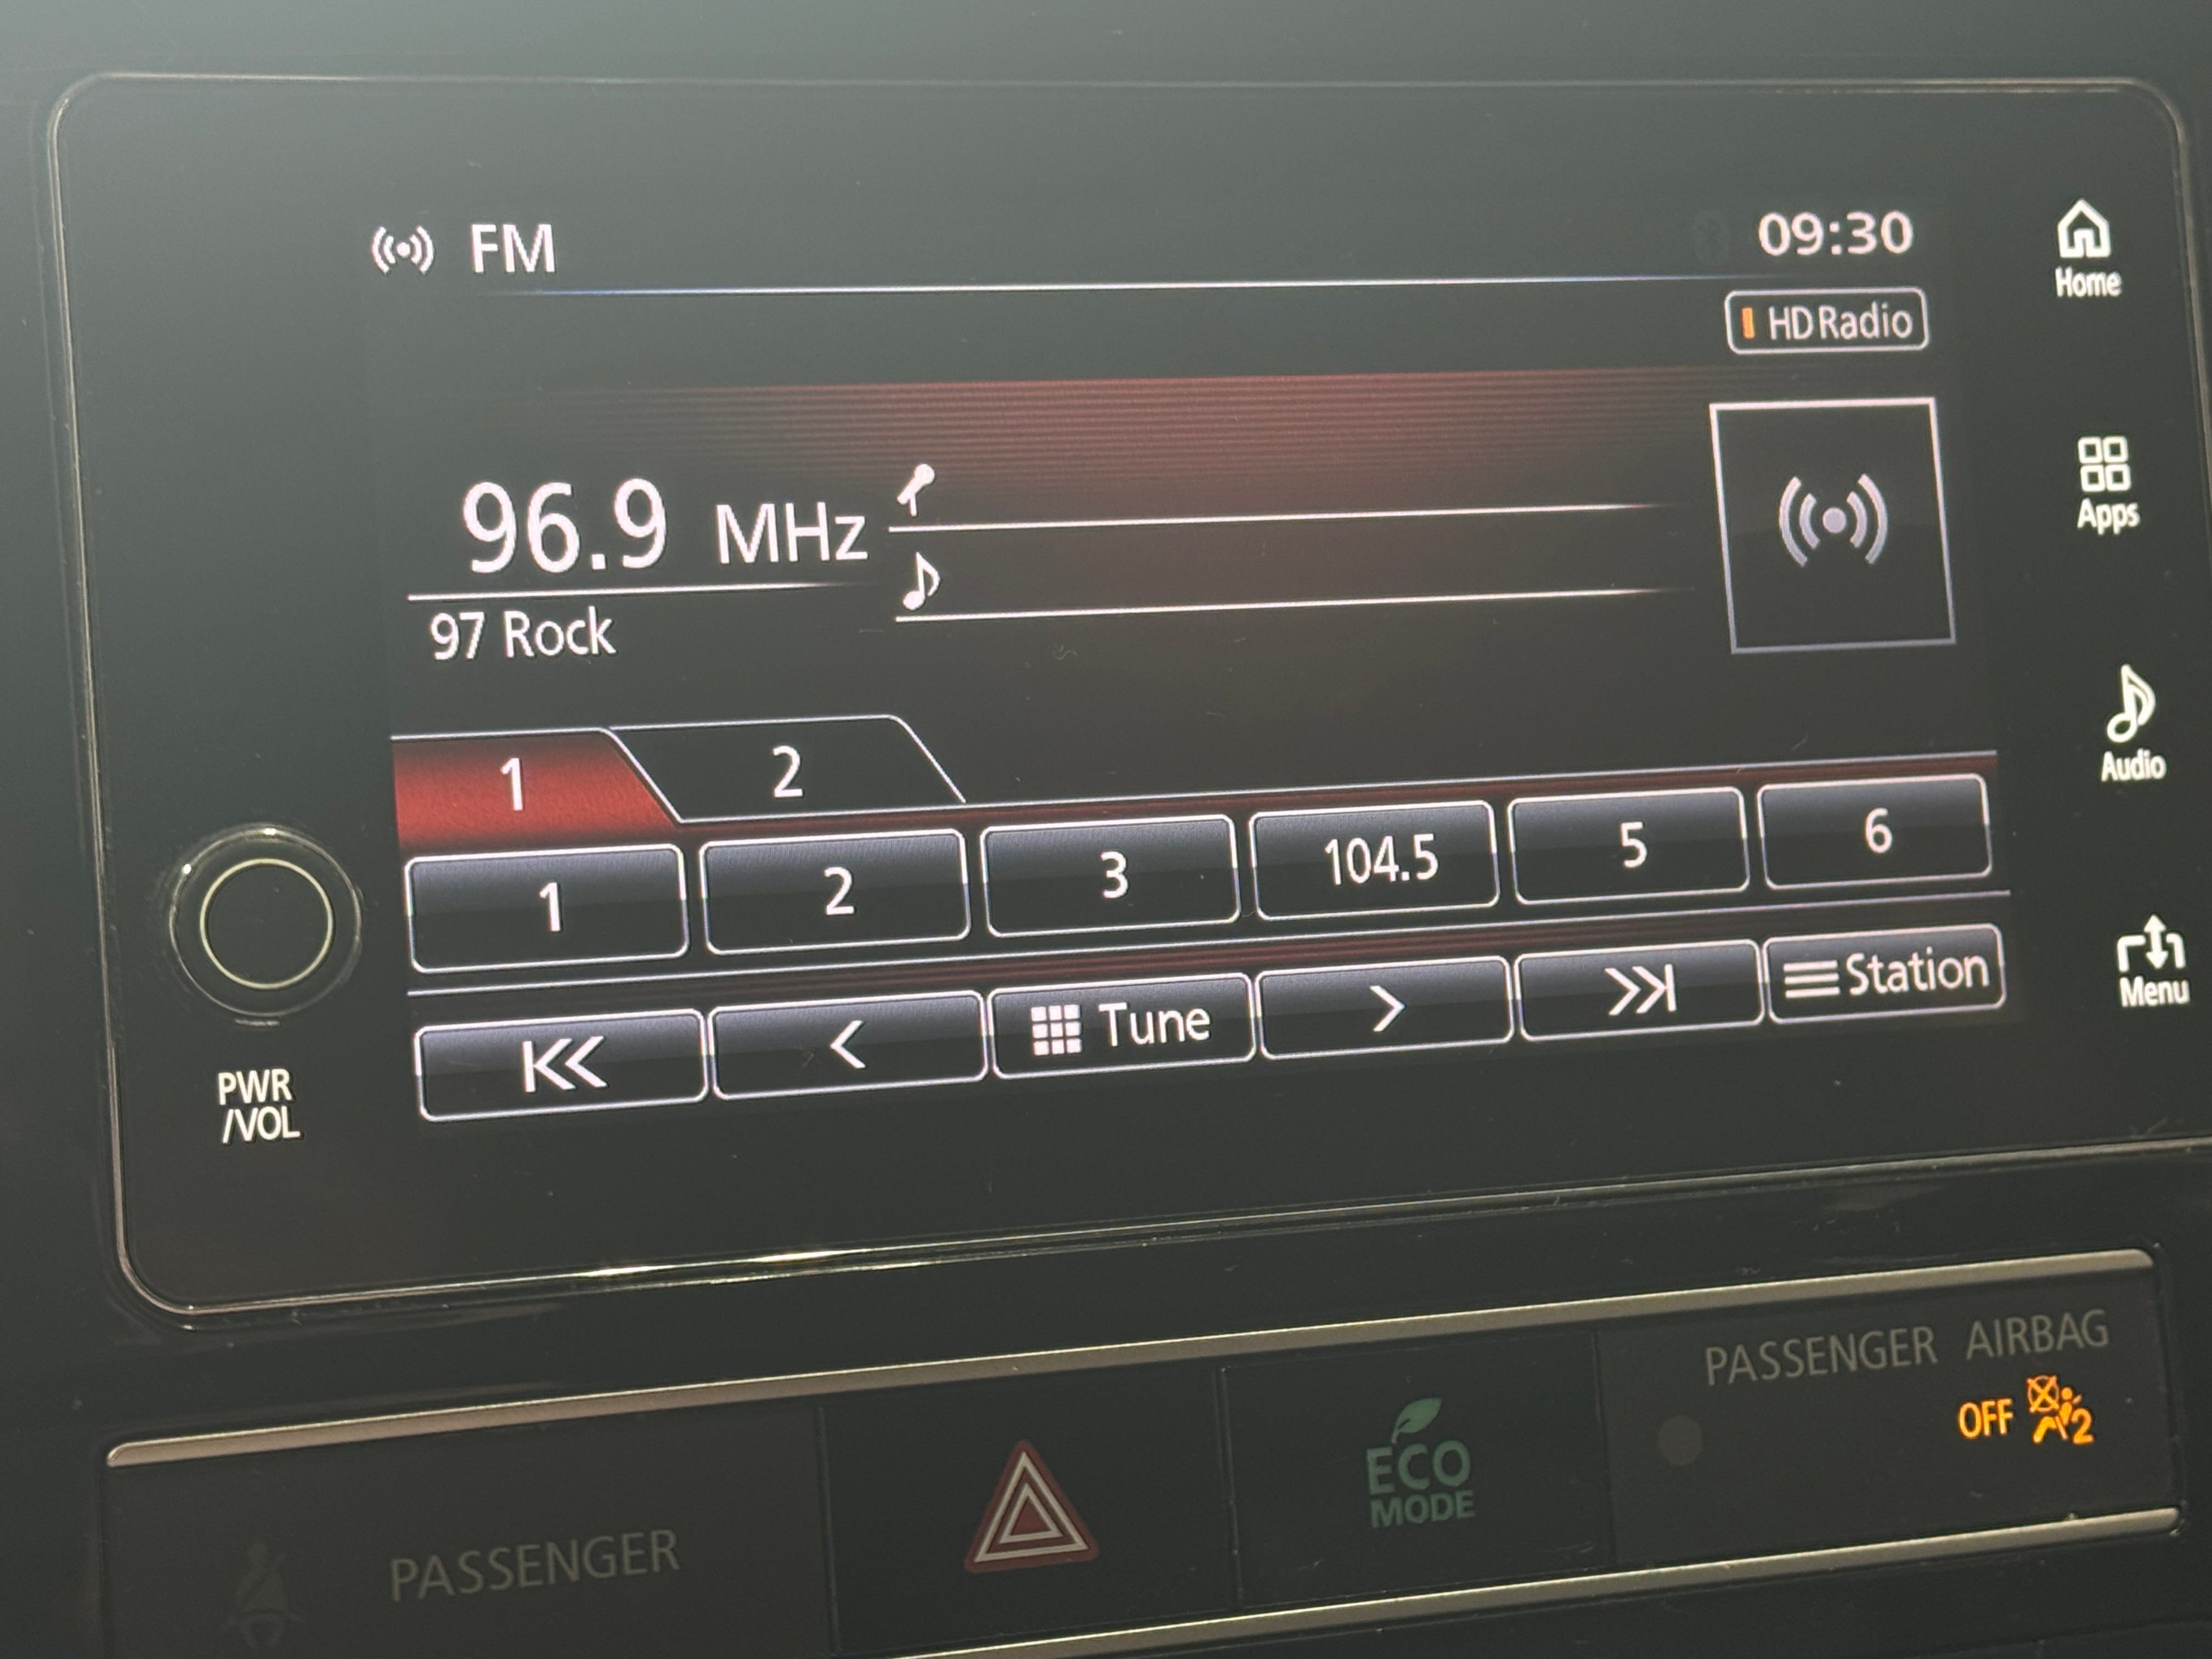 FM 09:30 Home
HD Radio
96.9 MHz
97 Rock
Apps
Audio
1 2
1 2 3 104.5 5 6
Tune Station
Menu
PWR
/VOL
PASSENGER AIRBAG
OFF 2
ECO
MODE
PASSENGER